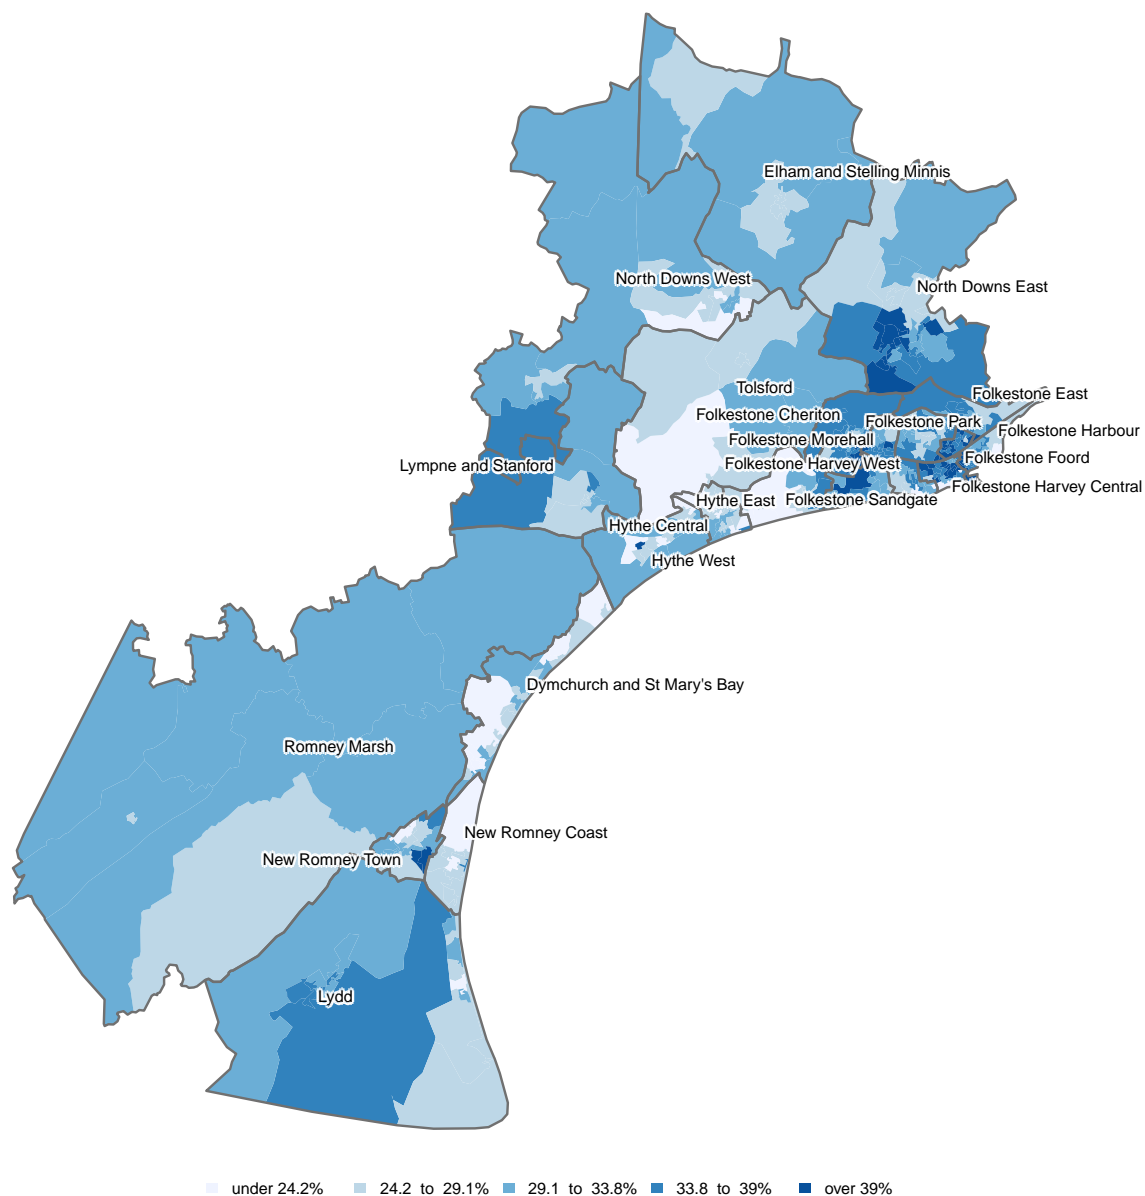 Elham and Stelling Minnis
North Downs West
North Downs East
Tolsford
Folkestone East
Folkestone Cheriton
Folkestone Park
Folkestone Harbour
Folkestone Morehall
Folkestone Foord
Lympne and Stanford
Folkestone Harvey West
Folkestone Harvey Central
Hythe East
Folkestone Sandgate
Hythe Central
Hythe West
Dymchurch and St Mary's Bay
Romney Marsh
New Romney Coast
New Romney Town
Lydd
under 24.2% 24.2 to 29.1% 29.1 to 33.8% 33.8 to 39% over 39%